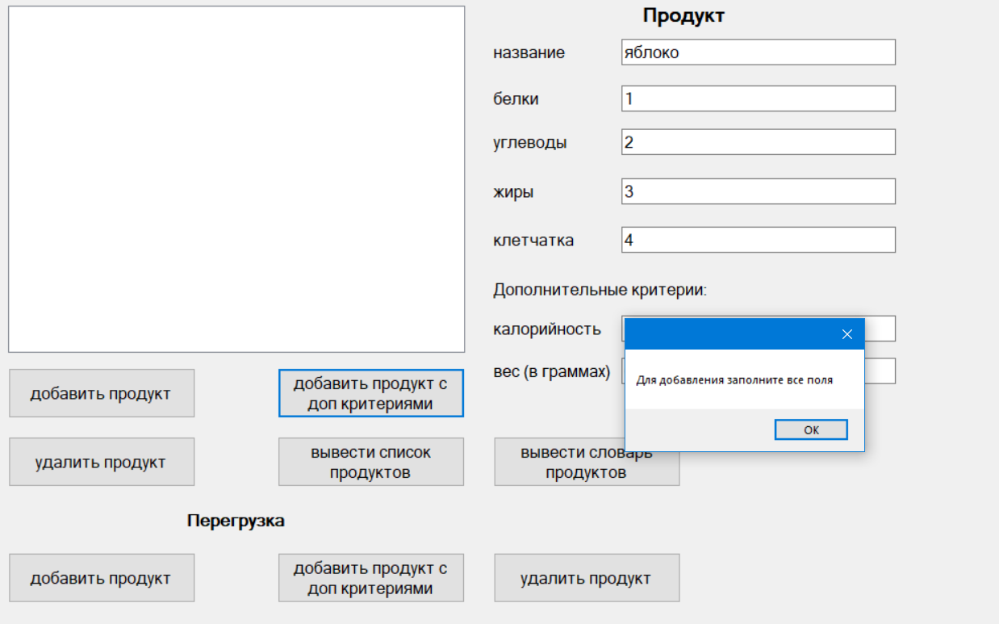 Продукт
название
яблоко
белки
1
углеводы
2
жиры
3
клетчатка
4
Дополнительные критерии:
калорийность
вес (в граммах)
Для добавления заполните все поля
OK
добавить продукт
добавить продукт с
доп критериями
удалить продукт
вывести список
продуктов
вывести словарь
продуктов
Перегрузка
добавить продукт
добавить продукт с
доп критериями
удалить продукт